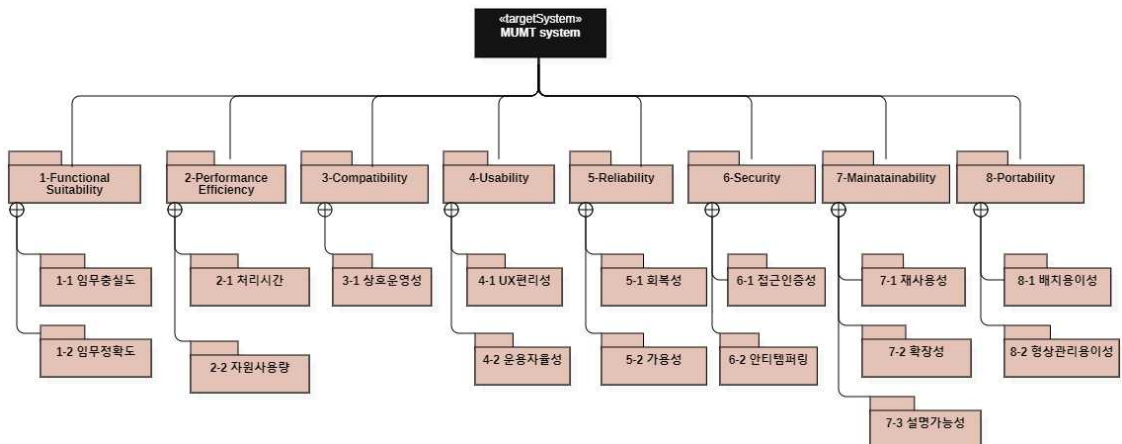 «targetSystem»
MUMT system
1-Functional
Suitability
2-Performance
Efficiency
3-Compatibility
4-Usability
5-Reliability
6-Security
7-Mainatainability
8-Portability
1-1 임무충실도
2-1 처리시간
3-1 상호운영성
4-1 UX편리성
5-1 회복성
6-1 접근인증성
7-1 재사용성
8-1 배치용이성
1-2 임무정확도
2-2 자원사용량
4-2 운용자율성
5-2 가용성
6-2 안티템퍼링
7-2 확장성
8-2 형상관리용이성
7-3 설명가능성